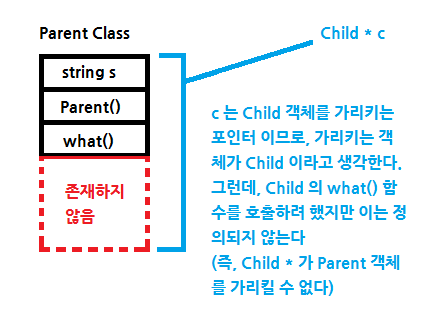 Parent Class
Child * c
string s
Parent()
what()
존재하지
않음
c 는 Child 객체를 가리키는
포인터 이므로, 가리키는 객
체가 Child 이라고 생각한다.
그런데, Child 의 what() 함
수를 호출하려 했지만 이는 정
의되지 않는다
(즉, Child * 가 Parent 객체
를 가리킬 수 없다)